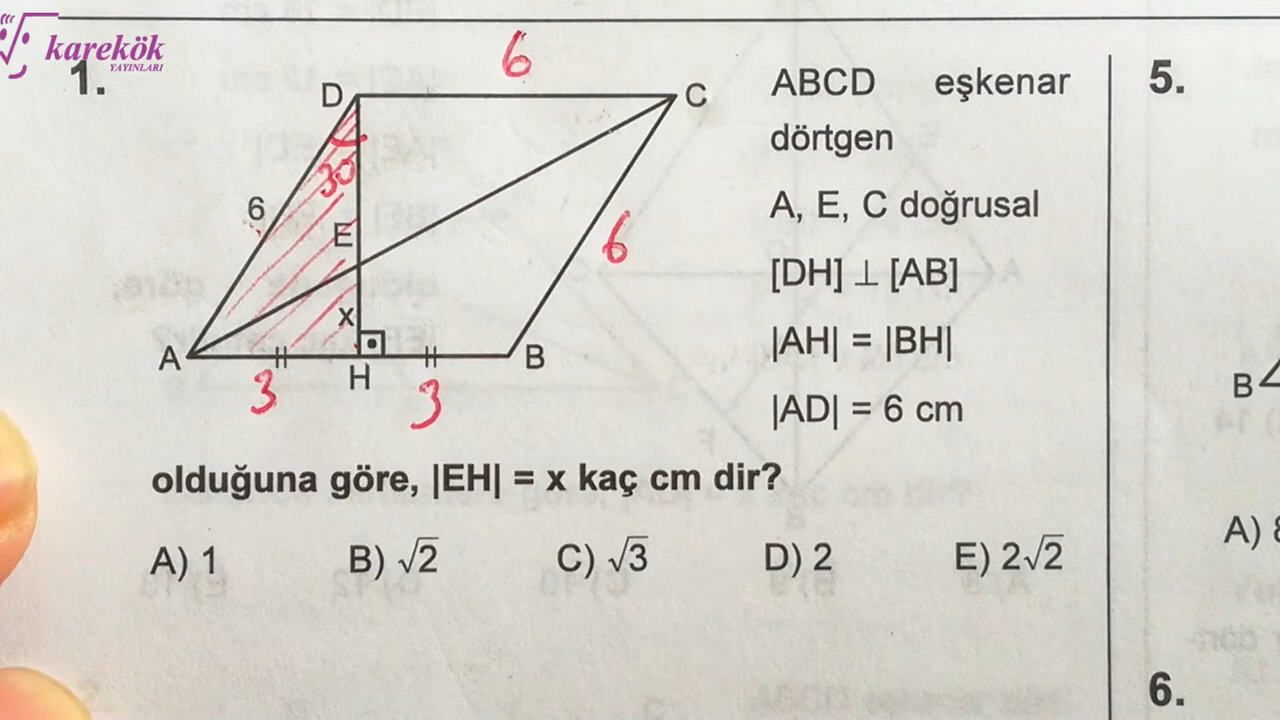 karekök
YAYINLARI
1.
6
D
C
ABCD eşkenar
dörtgen
30
6
E
6
A, E, C doğrusal
[DH] ⊥ [AB]
x
A
H
B
|AH| = |BH|
3
3
|AD| = 6 cm
olduğuna göre, |EH| = x kaç cm dir?
A) 1 B) √2 C) √3 D) 2 E) 2√2
5.
B
A)
6.